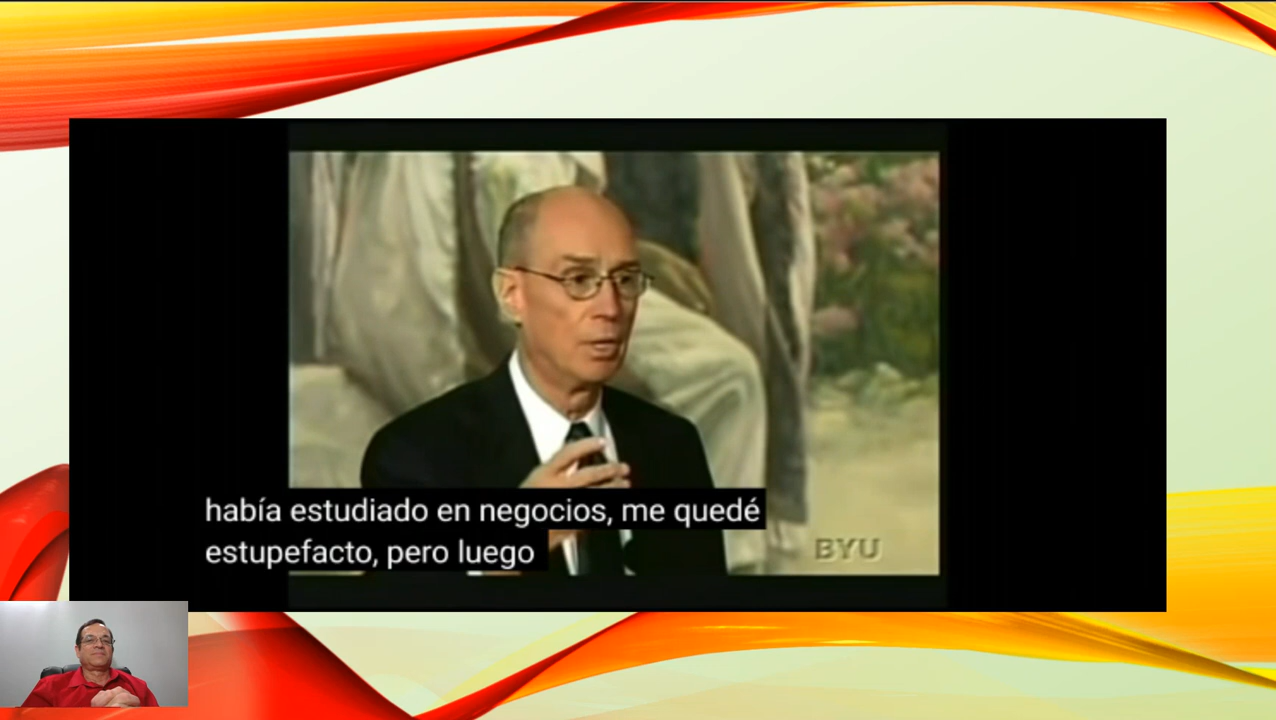 había estudiado en negocios, me quedé
estupefacto, pero luego
BYU